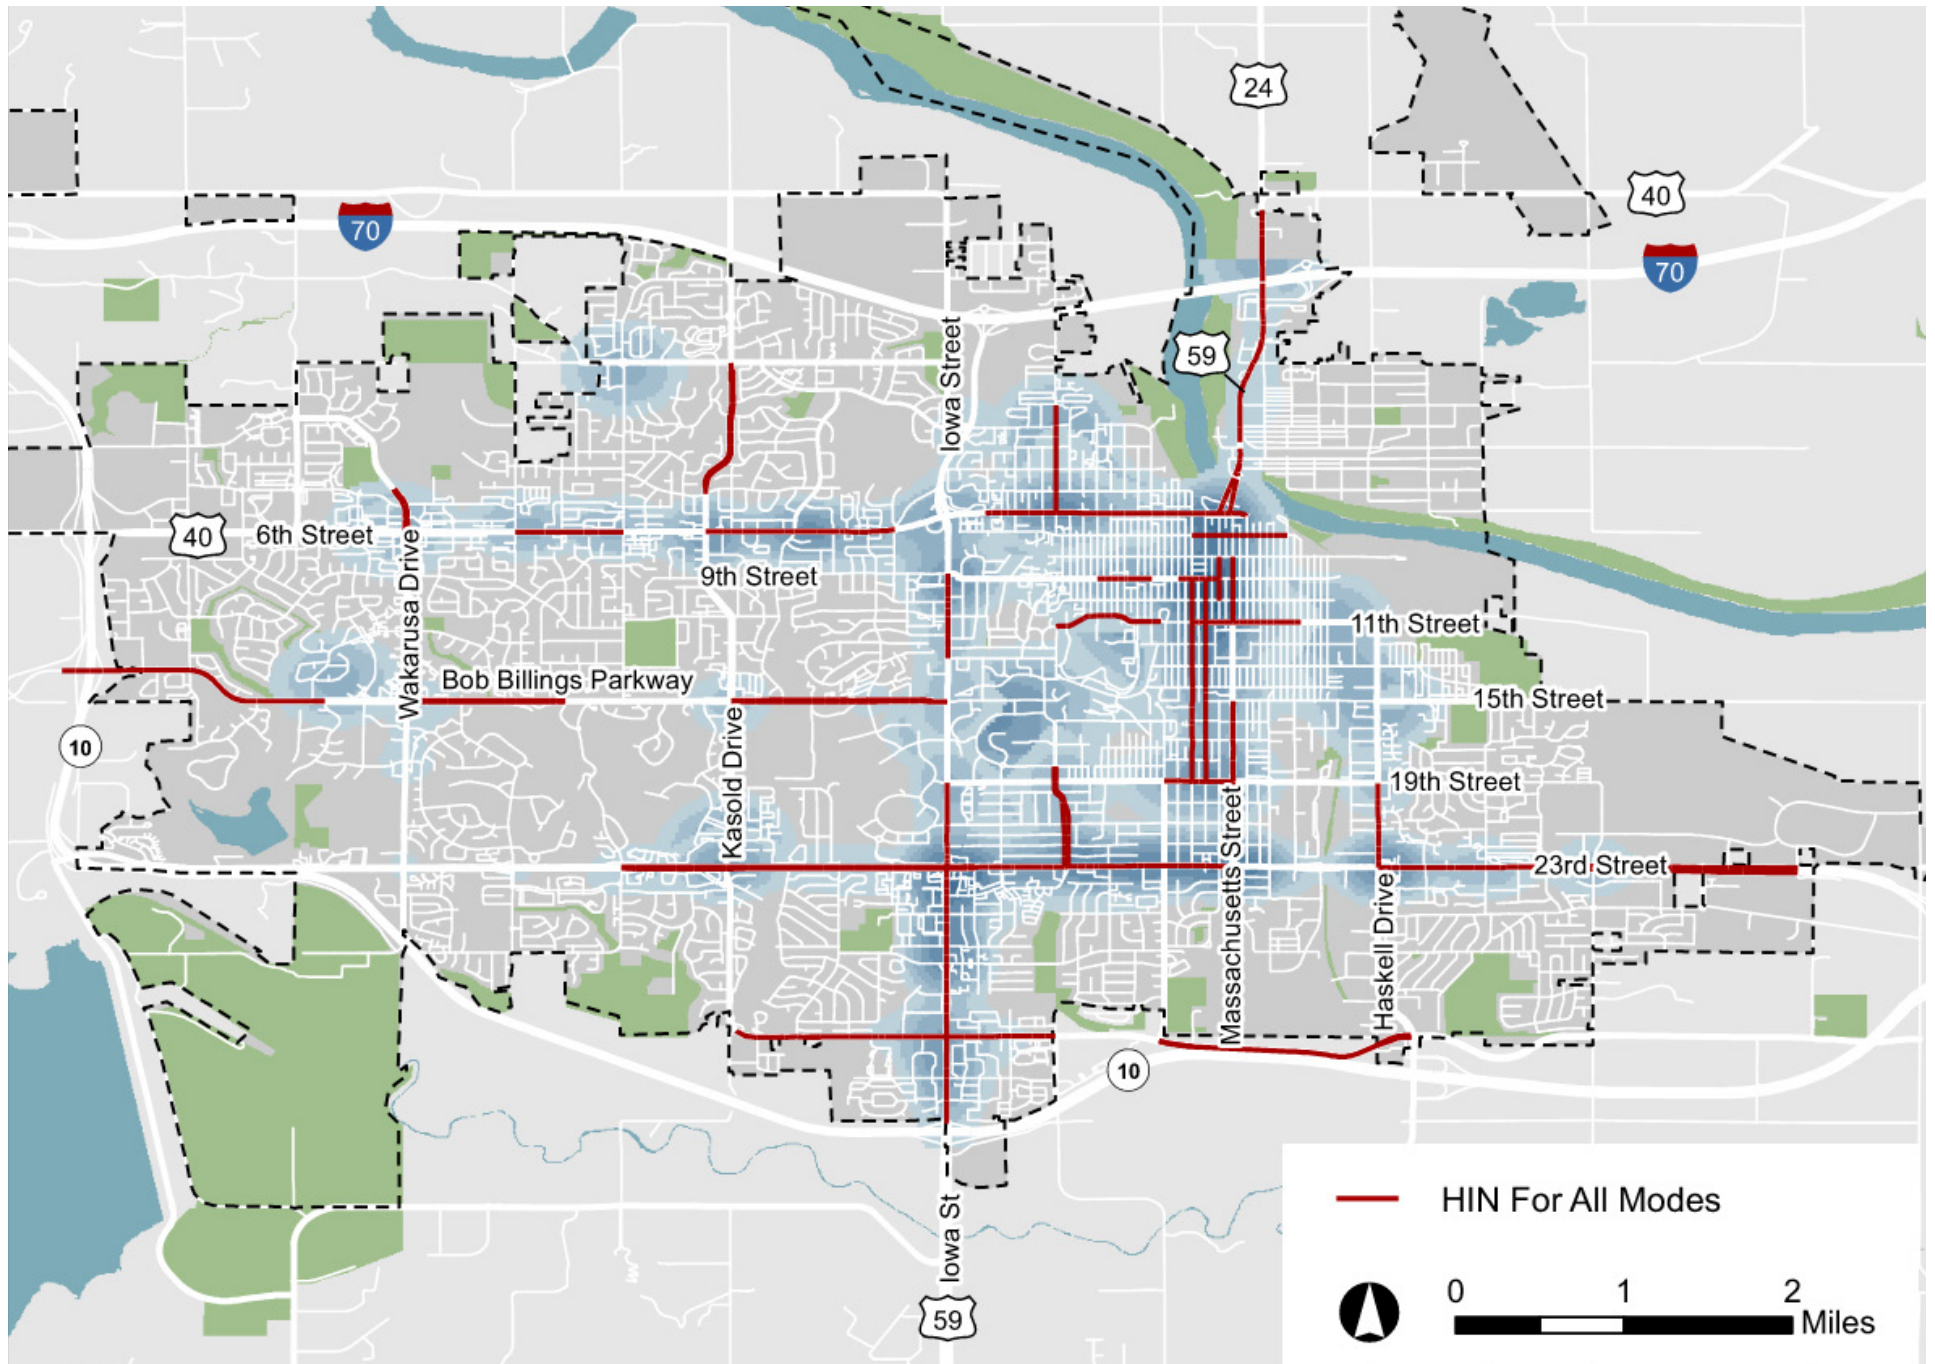 24
40
70
70
Iowa Street
59
40
6th Street
9th Street
Wakarusa Drive
11th Street
Bob Billings Parkway
15th Street
10
Kasold Drive
19th Street
Massachusetts Street
23rd Street
Haskell Drive
10
Iowa St
59
HIN For All Modes
0 1 2
Miles